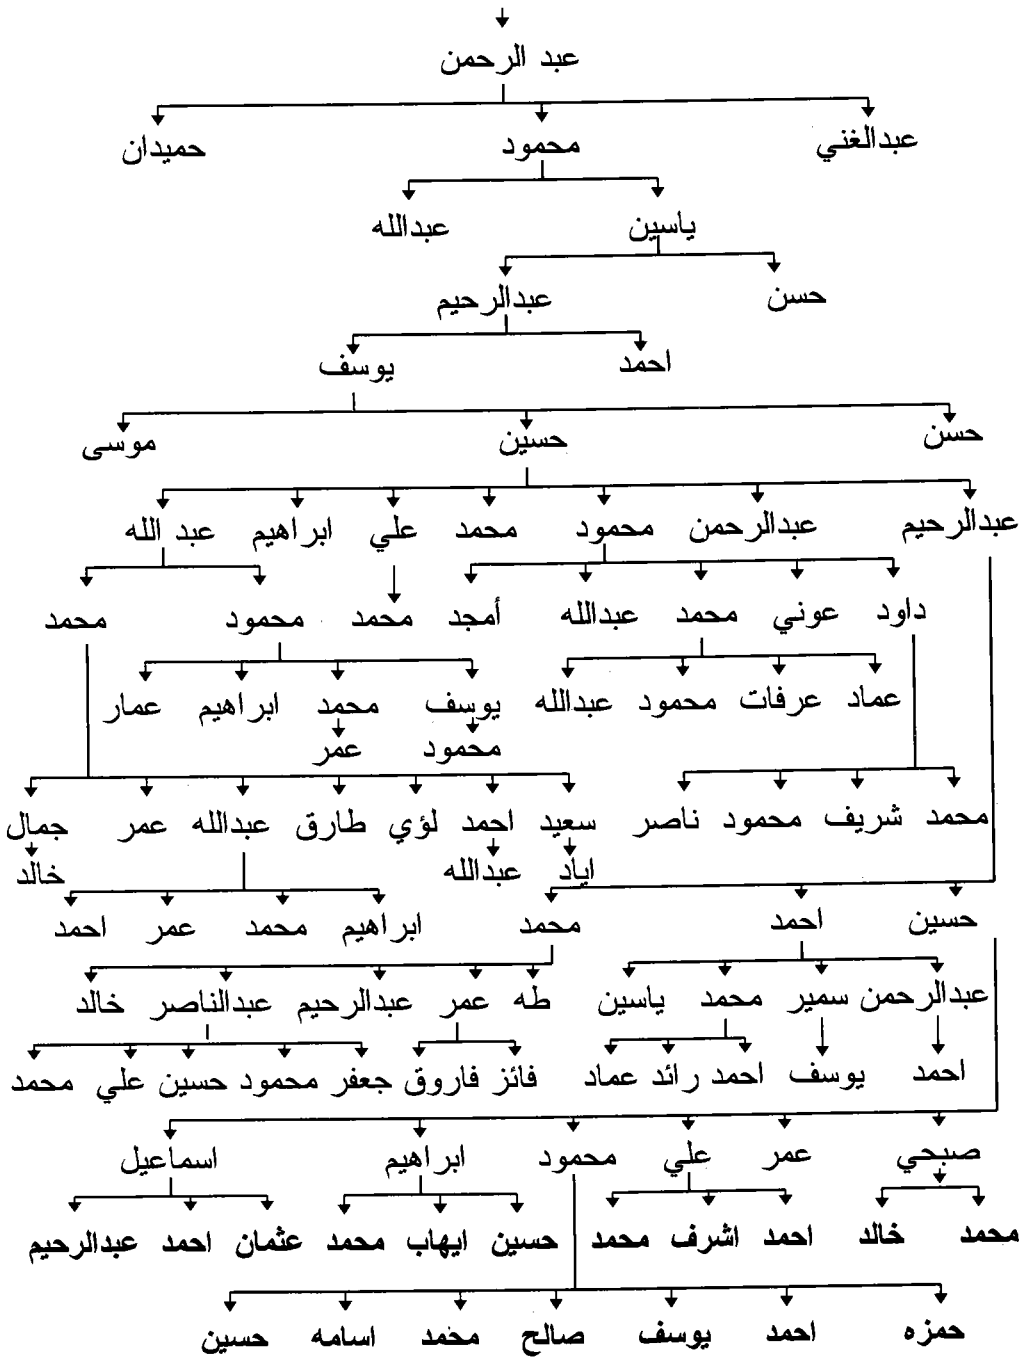 عبد الرحمن
عبدالغني محمود حميدان
ياسين عبدالله
حسن عبدالرحيم
احمد يوسف
حسن حسين موسى
عبدالرحيم عبدالرحمن محمود محمد علي ابراهيم عبد الله
داود عوني محمد عبدالله أمجد محمد محمود محمد
عماد عرفات محمود عبدالله يوسف محمد ابراهيم عمار
محمود عمر
محمد شريف محمود ناصر سعيد احمد لؤي طارق عبدالله عمر جمال
اياد عبدالله خالد
حسين احمد محمد ابراهيم محمد عمر احمد
عبدالرحمن سمير محمد ياسين طه عمر عبدالرحيم عبدالناصر خالد
احمد يوسف احمد رائد عماد فائز فاروق جعفر محمود حسين علي محمد
صبحي عمر علي محمود ابراهيم اسماعيل
محمد خالد احمد اشرف محمد حسين ايهاب محمد عثمان احمد عبدالرحيم
حمزه احمد يوسف صالح محمد اسامه حسين